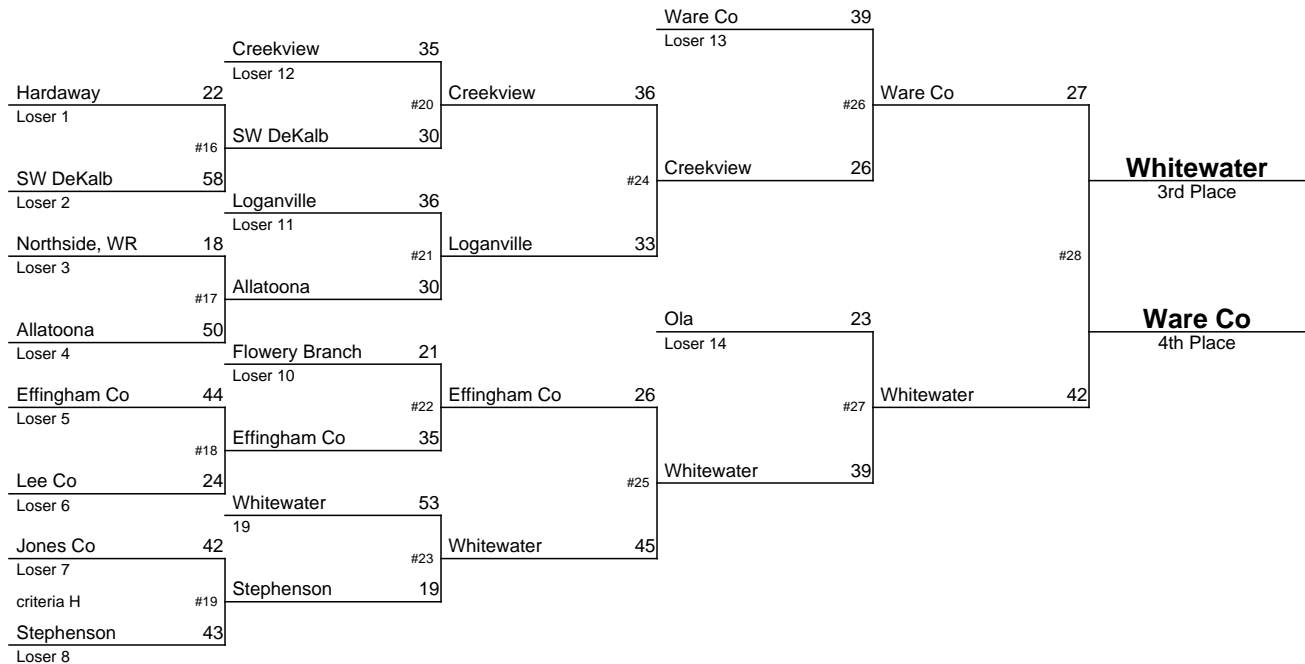 Ware Co 39
Loser 13
Creekview 35
Loser 12
Hardaway 22
Loser 1
#20
Creekview 36
#26
Ware Co 27
#16
SW DeKalb 30
SW DeKalb 58
Loser 2
#24
Creekview 26
Whitewater
3rd Place
Loganville 36
Loser 11
Northside, WR 18
Loser 3
#21
Loganville 33
#28
#17
Allatoona 30
Allatoona 50
Loser 4
Ola 23
Loser 14
Ware Co
4th Place
Flowery Branch 21
Loser 10
Effingham Co 44
Loser 5
#22
Effingham Co 26
#27
Whitewater 42
#18
Effingham Co 35
Lee Co 24
Loser 6
#25
Whitewater 39
Whitewater 53
19
Jones Co 42
Loser 7
#23
Whitewater 45
criteria H
#19
Stephenson 19
Stephenson 43
Loser 8